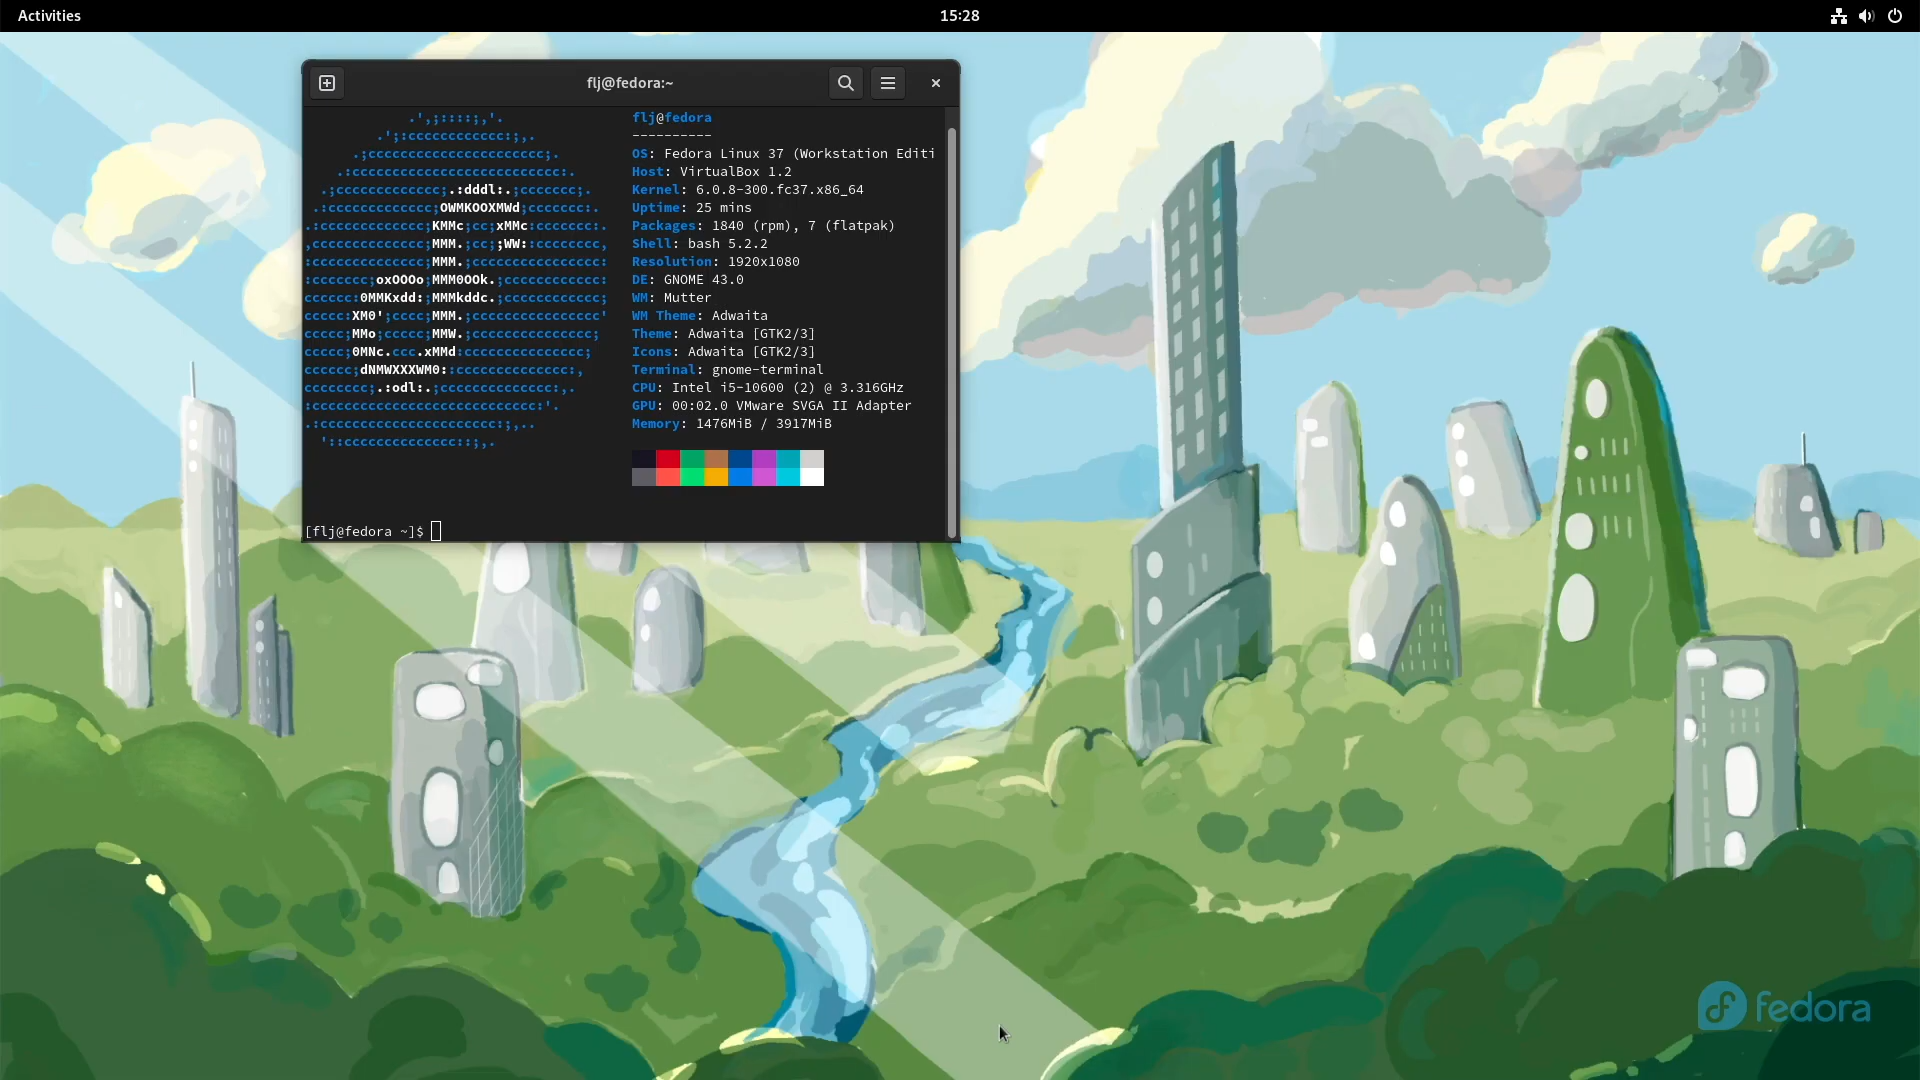 Activities
15:28
flj@fedora:~
flj@fedora
----------
OS: Fedora Linux 37 (Workstation Editi
Host: VirtualBox 1.2
Kernel: 6.0.8-300.fc37.x86_64
Uptime: 25 mins
Packages: 1840 (rpm), 7 (flatpak)
Shell: bash 5.2.2
Resolution: 1920x1080
DE: GNOME 43.0
WM: Mutter
WM Theme: Adwaita
Theme: Adwaita [GTK2/3]
Icons: Adwaita [GTK2/3]
Terminal: gnome-terminal
CPU: Intel i5-10600 (2) @ 3.316GHz
GPU: 00:02.0 VMware SVGA II Adapter
Memory: 1476MiB / 3917MiB
[flj@fedora ~]$
fedora